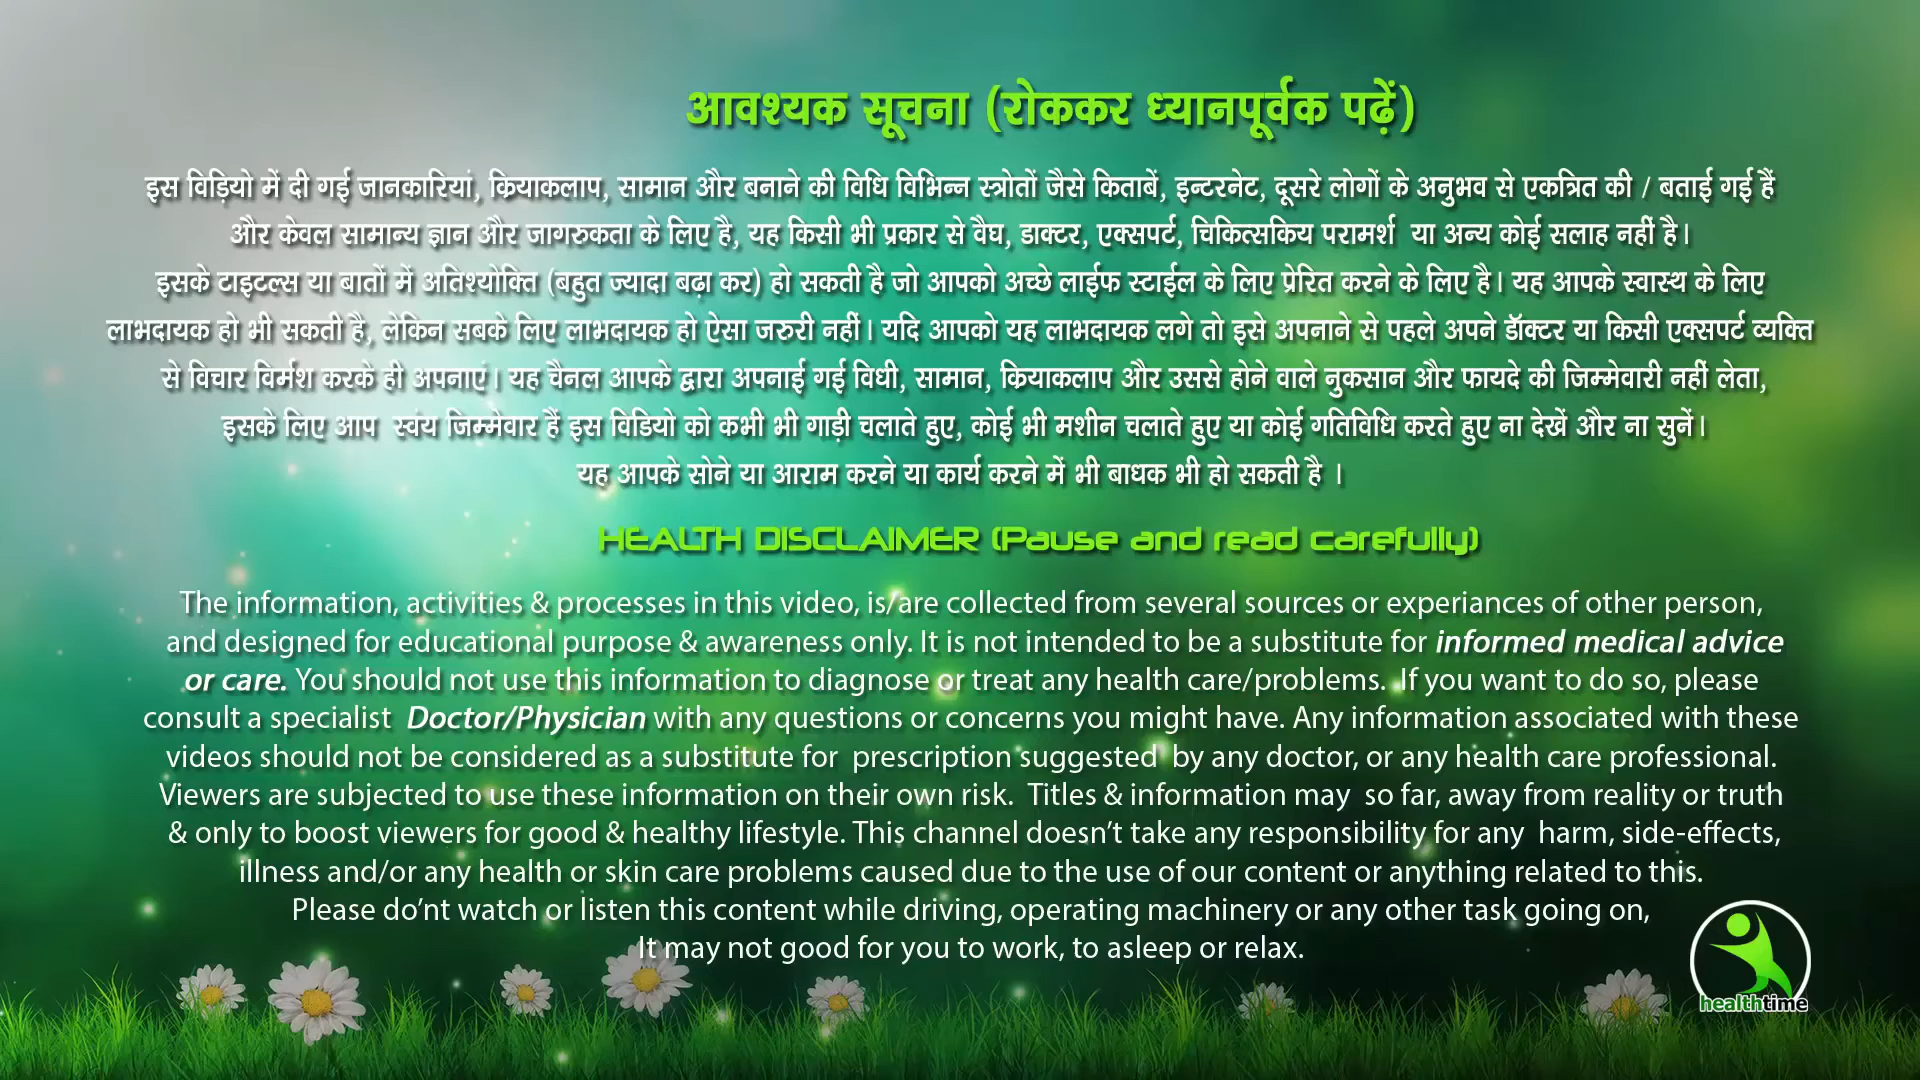 आवश्यक सूचना (रोककर ध्यानपूर्वक पढ़ें)
इस विड़ियो में दी गई जानकारियां, क्रियाकलाप, सामान और बनाने की विधि विभिन्न स्त्रोतों जैसे किताबें, इन्टरनेट, दूसरे लोगों के अनुभव से एकत्रित की / बताई गई हैं
और केवल सामान्य ज्ञान और जागरुकता के लिए है, यह किसी भी प्रकार से वैघ, डाक्टर, एक्सपर्ट, चिकित्सकिय परामर्श या अन्य कोई सलाह नहीं है।
इसके टाइटल्स या बातों में अतिश्योक्ति (बहुत ज्यादा बढ़ा कर) हो सकती है जो आपको अच्छे लाईफ स्टाईल के लिए प्रेरित करने के लिए है। यह आपके स्वास्थ के लिए
लाभदायक हो भी सकती है, लेकिन सबके लिए लाभदायक हो ऐसा जरुरी नहीं। यदि आपको यह लाभदायक लगे तो इसे अपनाने से पहले अपने डॉक्टर या किसी एक्सपर्ट व्यक्ति
से विचार विर्मश करके ही अपनाएं। यह चैनल आपके द्वारा अपनाई गई विधी, सामान, क्रियाकलाप और उससे होने वाले नुकसान और फायदे की जिम्मेवारी नहीं लेता,
इसके लिए आप स्वंय जिम्मेवार हैं इस विडियो को कभी भी गाड़ी चलाते हुए, कोई भी मशीन चलाते हुए या कोई गतिविधि करते हुए ना देखें और ना सुनें।
यह आपके सोने या आराम करने या कार्य करने में भी बाधक भी हो सकती है ।
HEALTH DISCLAIMER (Pause and read carefully)
The information, activities & processes in this video, is/are collected from several sources or experiances of other person,
and designed for educational purpose & awareness only. It is not intended to be a substitute for informed medical advice
or care. You should not use this information to diagnose or treat any health care/problems. If you want to do so, please
consult a specialist Doctor/Physician with any questions or concerns you might have. Any information associated with these
videos should not be considered as a substitute for prescription suggested by any doctor, or any health care professional.
Viewers are subjected to use these information on their own risk. Titles & information may so far, away from reality or truth
& only to boost viewers for good & healthy lifestyle. This channel doesn't take any responsibility for any harm, side-effects,
illness and/or any health or skin care problems caused due to the use of our content or anything related to this.
Please do'nt watch or listen this content while driving, operating machinery or any other task going on,
It may not good for you to work, to asleep or relax.
healthtime